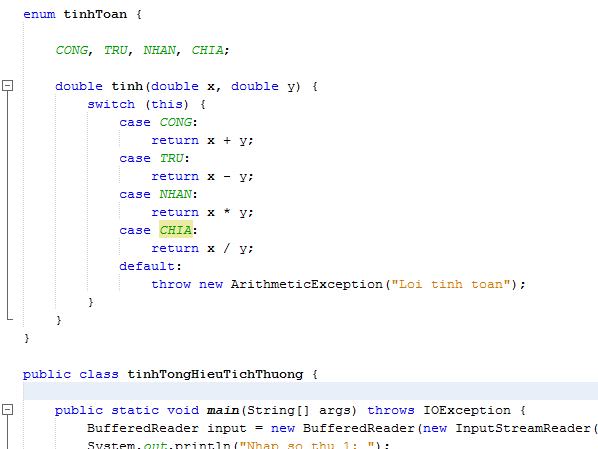 enum tinhToan {
CONG, TRU, NHAN, CHIA;
double tinh(double x, double y) {
switch (this) {
case CONG:
return x + y;
case TRU:
return x - y;
case NHAN:
return x * y;
case CHIA:
return x / y;
default:
throw new ArithmeticException("Loi tinh toan");
}
}
}
public class tinhTongHieuTichThuong {
public static void main(String[] args) throws IOException {
BufferedReader input = new BufferedReader(new InputStreamReader(
System.out.println("Nhap so thu 1: ");